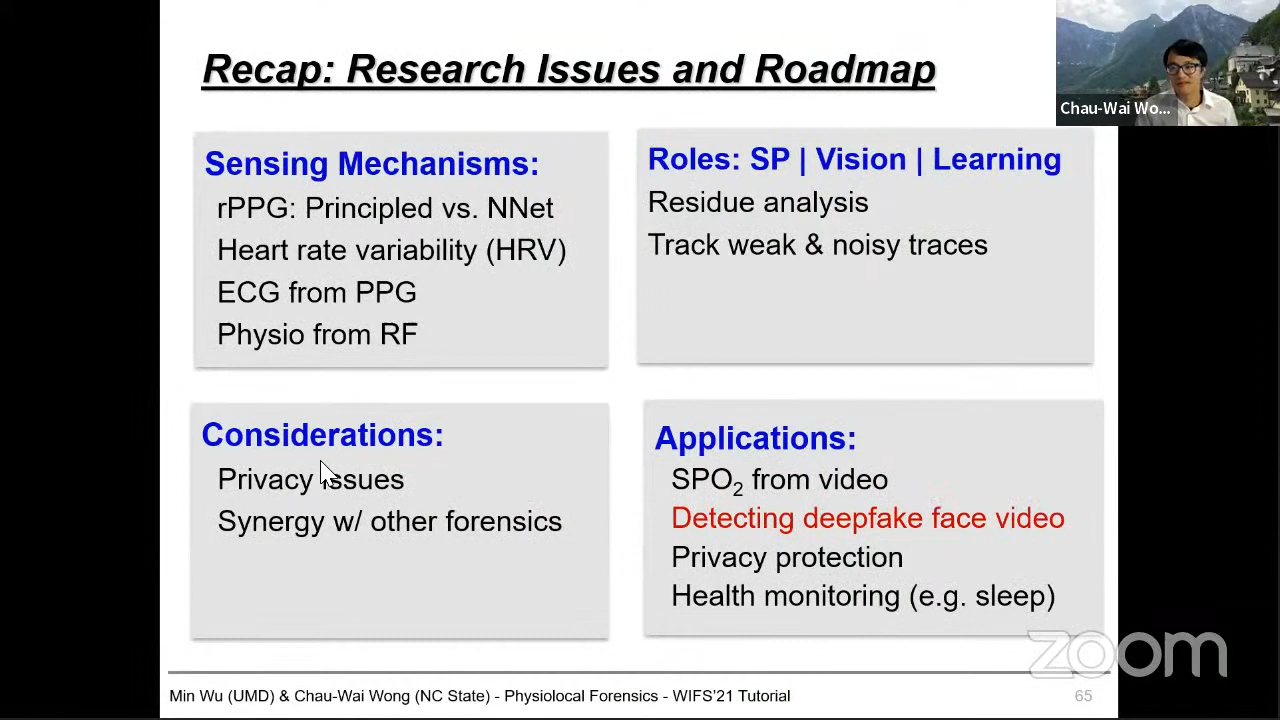 Recap: Research Issues and Roadmap
Chau-Wai Wo...
Sensing Mechanisms:
rPPG: Principled vs. NNet
Heart rate variability (HRV)
ECG from PPG
Physio from RF
Roles: SP | Vision | Learning
Residue analysis
Track weak & noisy traces
Considerations:
Privacy issues
Synergy w/ other forensics
Applications:
SPO2 from video
Detecting deepfake face video
Privacy protection
Health monitoring (e.g. sleep)
zoom
Min Wu (UMD) & Chau-Wai Wong (NC State) - Physiolocal Forensics - WIFS'21 Tutorial
65